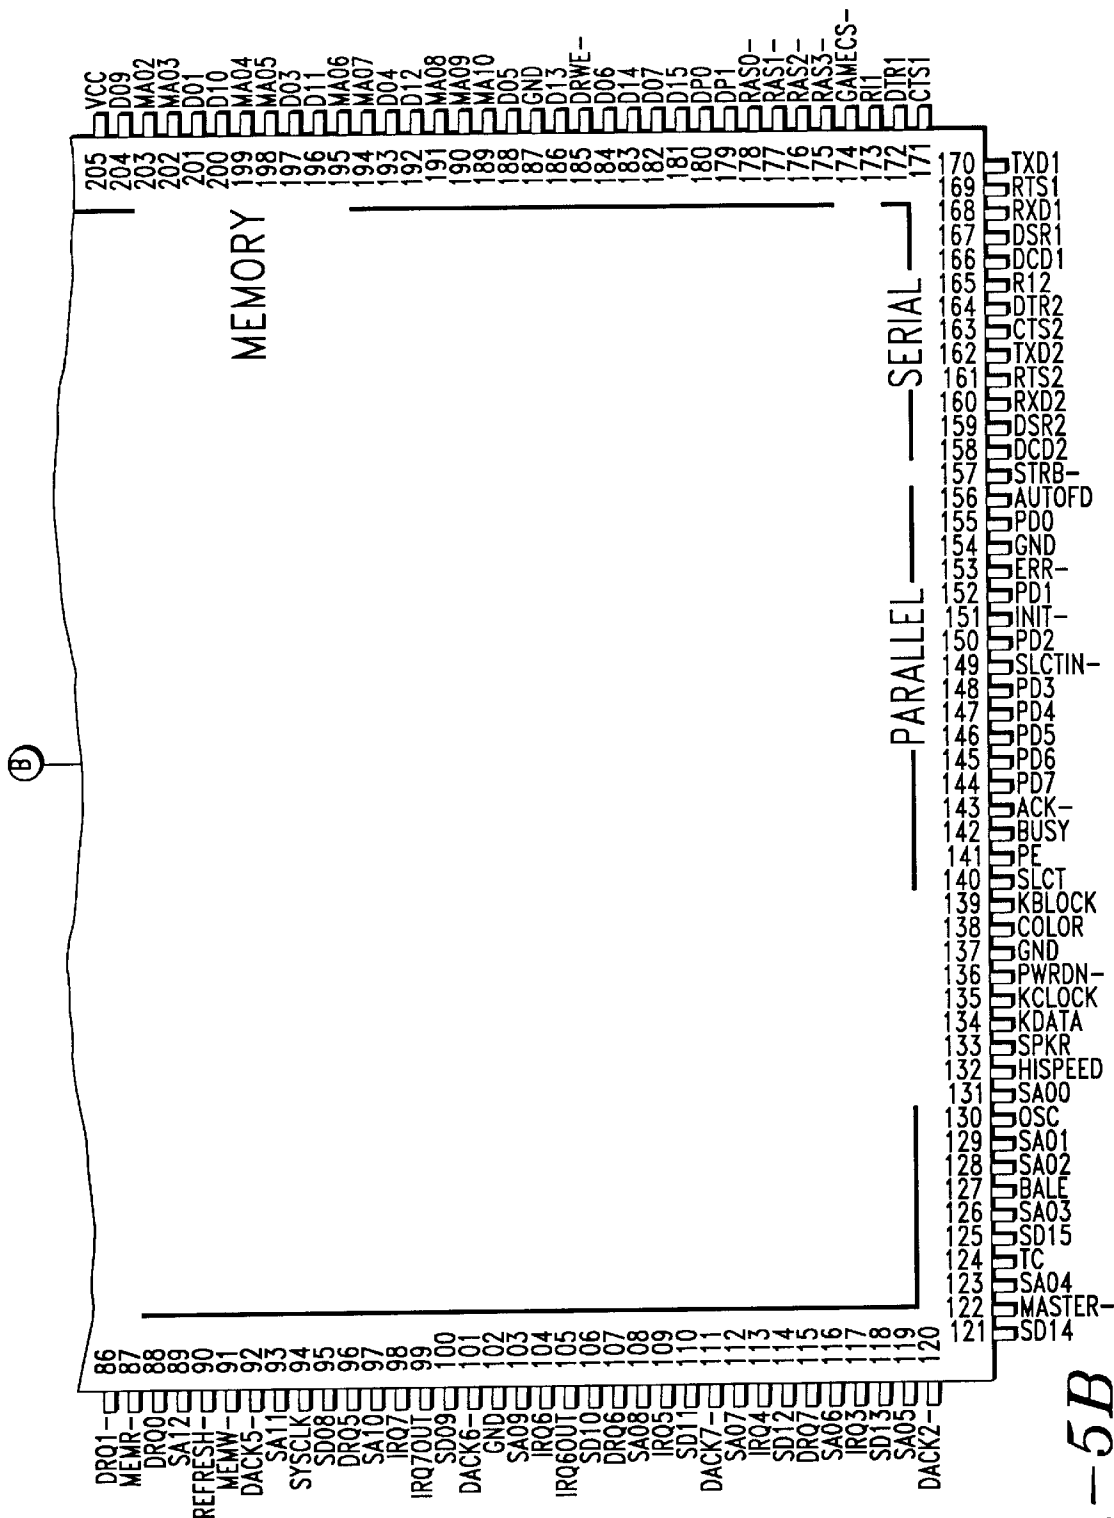 B
VCC 205
D09 204
MA02 203
MA03 202
D01 201
D10 200
MA04 199
MA05 198
D03 197
D11 196
MA06 195
MA07 194
D04 193
D12 192
MA08 191
MA09 190
MA10 189
D05 188
GND 187
D13 186
DRWE- 185
D06 184
D14 183
D07 182
D15 181
DP0 180
DP1 179
RAS0- 178
RAS1- 177
RAS2- 176
RAS3- 175
GAMECS- 174
RI1 173
DTR1 172
CTS1 171
MEMORY
SERIAL
PARALLEL
170 TXD1
169 RTS1
168 RXD1
167 DSR1
166 DCD1
165 R12
164 DTR2
163 CTS2
162 TXD2
161 RTS2
160 RXD2
159 DSR2
158 DCD2
157 STRB-
156 AUTOFD
155 PD0
154 GND
153 ERR-
152 PD1
151 INIT-
150 PD2
149 SLCTIN-
148 PD3
147 PD4
146 PD5
145 PD6
144 PD7
143 ACK-
142 BUSY
141 PE
140 SLCT
139 KBLOCK
138 COLOR
137 GND
136 PWRDN-
135 KCLOCK
134 KDATA
133 SPKR
132 HISPEED
131 SA00
130 OSC
129 SA01
128 SA02
127 BALE
126 SA03
125 SD15
124 TC
123 SA04
122 MASTER-
121 SD14
DRQ1- 86
MEMR- 87
DRQ0 88
SA12 89
REFRESH- 90
MEMW- 91
DACK5- 92
SA11 93
SYSCLK 94
SD08 95
DRQ5 96
SA10 97
IRQ7 98
IRQ7OUT 99
SD09 100
DACK6- 101
GND 102
SA09 103
IRQ6 104
IRQ6OUT 105
SD10 106
DRQ6 107
SA08 108
IRQ5 109
SD11 110
DACK7- 111
SA07 112
IRQ4 113
SD12 114
DRQ7 115
SA06 116
IRQ3 117
SD13 118
SA05 119
DACK2- 120
-5B